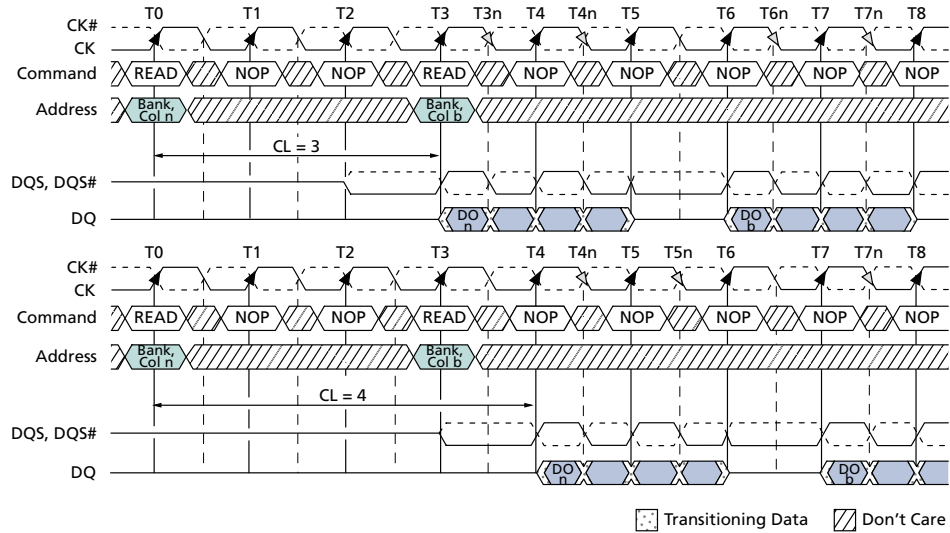 T0 T1 T2 T3 T3n T4 T4n T5 T6 T6n T7 T7n T8
CK#
CK
Command READ NOP NOP READ NOP NOP NOP NOP NOP
Address Bank, Col n Bank, Col b
CL = 3
DQS, DQS#
DQ DO n DO b
T0 T1 T2 T3 T4 T4n T5 T5n T6 T7 T7n T8
CK#
CK
Command READ NOP NOP READ NOP NOP NOP NOP NOP
Address Bank, Col n Bank, Col b
CL = 4
DQS, DQS#
DQ DO n DO b
Transitioning Data Don't Care